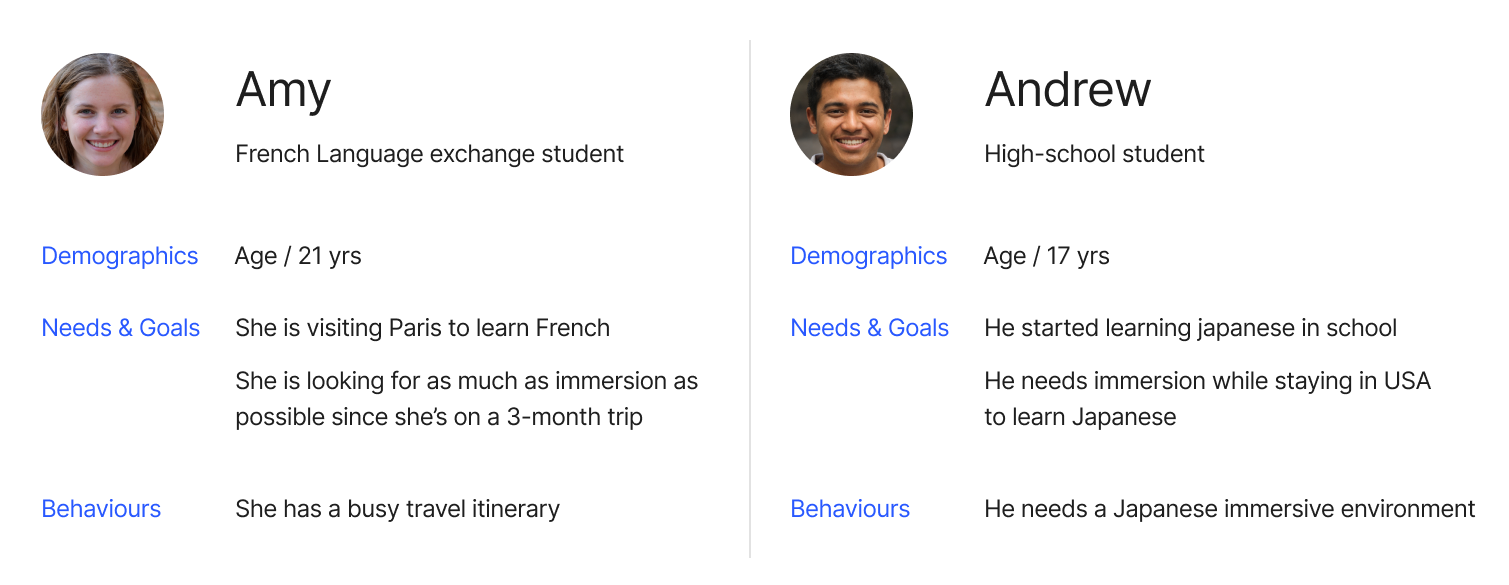 Amy
French Language exchange student
Demographics
Age / 21 yrs
Needs & Goals
She is visiting Paris to learn French
She is looking for as much as immersion as
possible since she’s on a 3-month trip
Behaviours
She has a busy travel itinerary
Andrew
High-school student
Demographics
Age / 17 yrs
Needs & Goals
He started learning japanese in school
He needs immersion while staying in USA
to learn Japanese
Behaviours
He needs a Japanese immersive environment